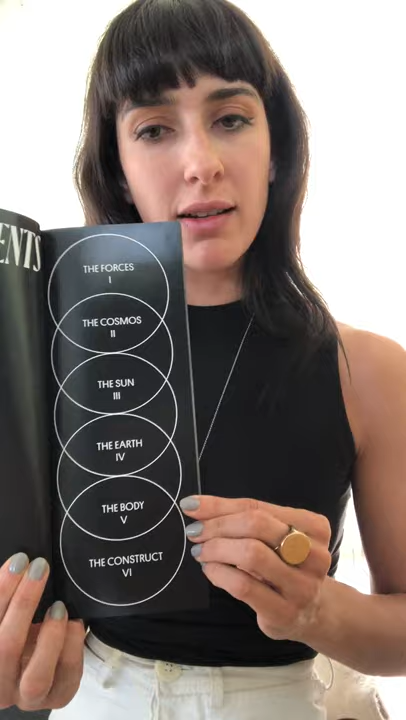 ENTS
THE FORCES
I
THE COSMOS
II
THE SUN
III
THE EARTH
IV
THE BODY
V
THE CONSTRUCT
VI